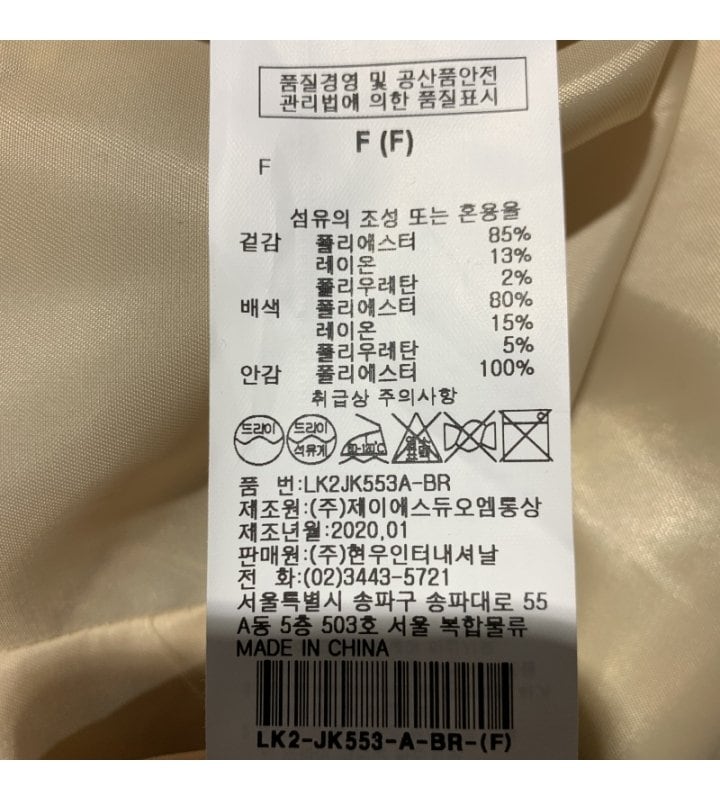 품질경영 및 공산품안전
관리법에 의한 품질표시
F (F)
F
섬유의 조성 또는 혼용율
겉감 폴리에스터 85%
레이온 13%
폴리우레탄 2%
배색 폴리에스터 80%
레이온 15%
폴리우레탄 5%
안감 폴리에스터 100%
취급상 주의사항
드라이 드라이 석유계 80~120℃ 염소 표백
품 번:LK2JK553A-BR
제조원:(주)제이에스듀오엠통상
제조년월:2020,01
판매원:(주)현우인터내셔날
전 화:(02)3443-5721
서울특별시 송파구 송파대로 55
A동 5층 503호 서울 복합물류
MADE IN CHINA
LK2-JK553-A-BR-(F)